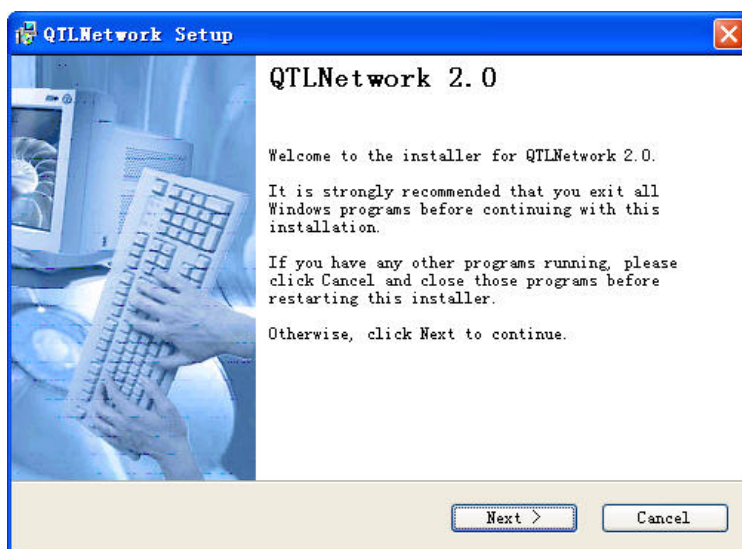 QTLNetwork Setup
QTLNetwork 2.0
Welcome to the installer for QTLNetwork 2.0.
It is strongly recommended that you exit all
Windows programs before continuing with this
installation.
If you have any other programs running, please
click Cancel and close those programs before
restarting this installer.
Otherwise, click Next to continue.
Next >
Cancel